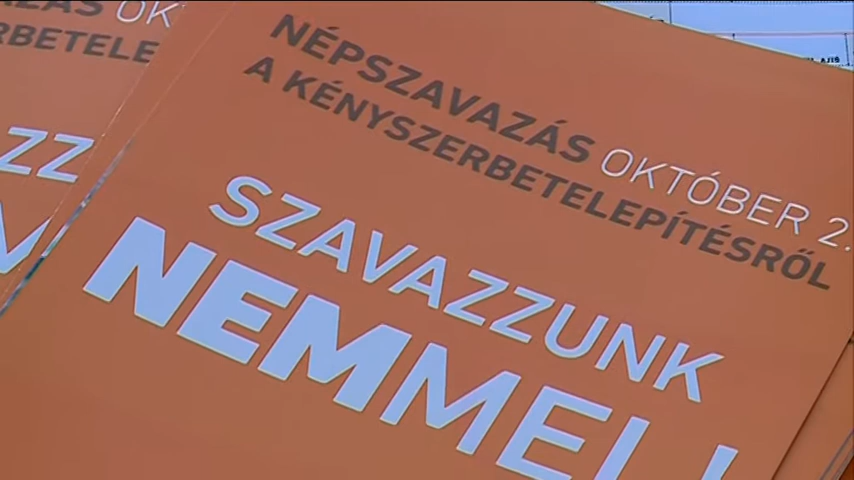 NÉPSZAVAZÁS OKTÓBER 2.
A KÉNYSZERBETELEPÍTÉSRŐL
SZAVAZZUNK
NEMMEL!